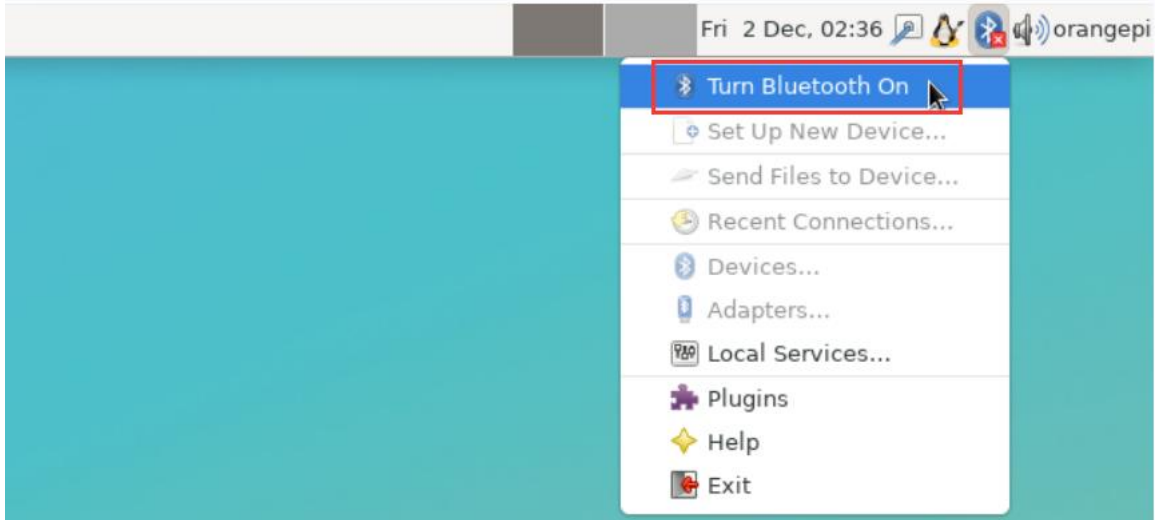 Fri 2 Dec, 02:36 orangepi
Turn Bluetooth On
Set Up New Device...
Send Files to Device...
Recent Connections...
Devices...
Adapters...
Local Services...
Plugins
Help
Exit